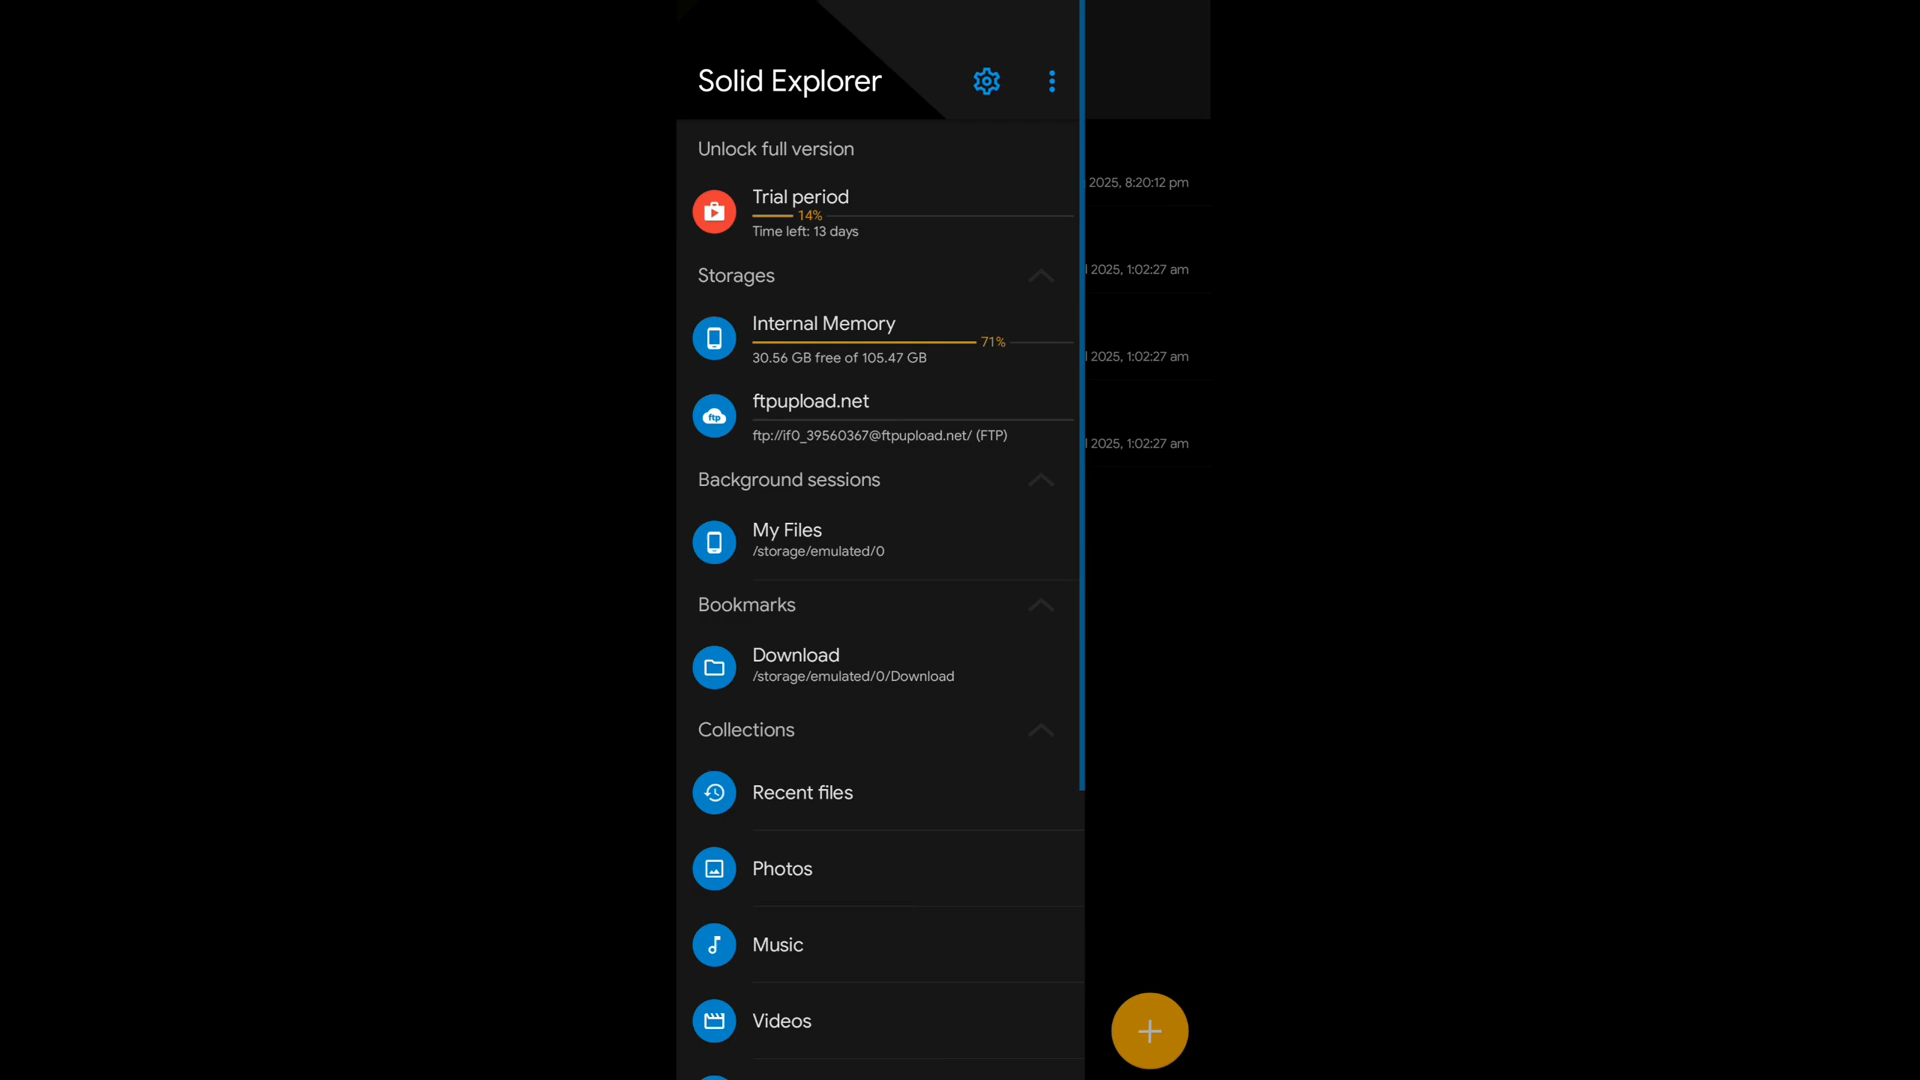 Solid Explorer
Unlock full version
Trial period
14%
Time left: 13 days
2025, 8:20:12 pm
Storages
2025, 1:02:27 am
Internal Memory
71%
30.56 GB free of 105.47 GB
2025, 1:02:27 am
ftpupload.net
ftp
ftp://if0_39560367@ftpupload.net/ (FTP)
2025, 1:02:27 am
Background sessions
My Files
/storage/emulated/0
Bookmarks
Download
/storage/emulated/0/Download
Collections
Recent files
Photos
Music
Videos